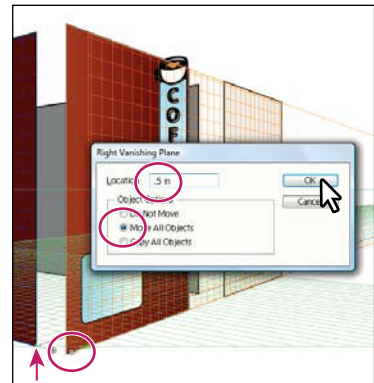 COF
Right Vanishing Plane
Location: .5 in
OK
Object Options
Cancel
Do Not Move
Move All Objects
Copy All Objects